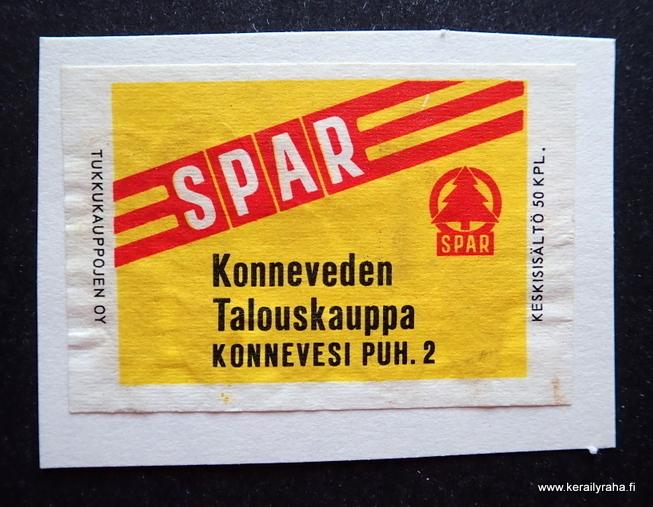 TUKKUKAUPPOJEN OY
SPAR
SPAR
Konneveden
Talouskauppa
KONNEVESI PUH. 2
KESKISISÄLTÖ 50 KPL.
www.kerailyraha.fi